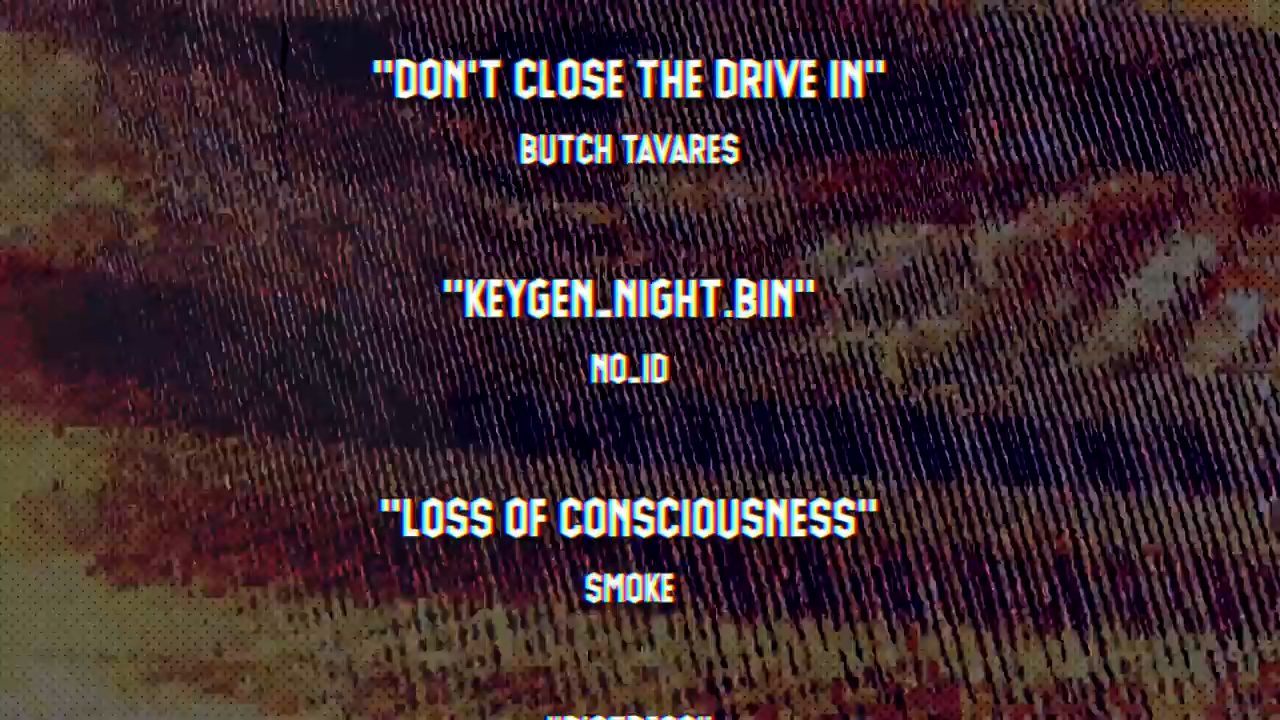 "DON'T CLOSE THE DRIVE IN"
BUTCH TAVARES
"KEYGEN_NIGHT.BIN"
NO_ID
"LOSS OF CONSCIOUSNESS"
SMOKE